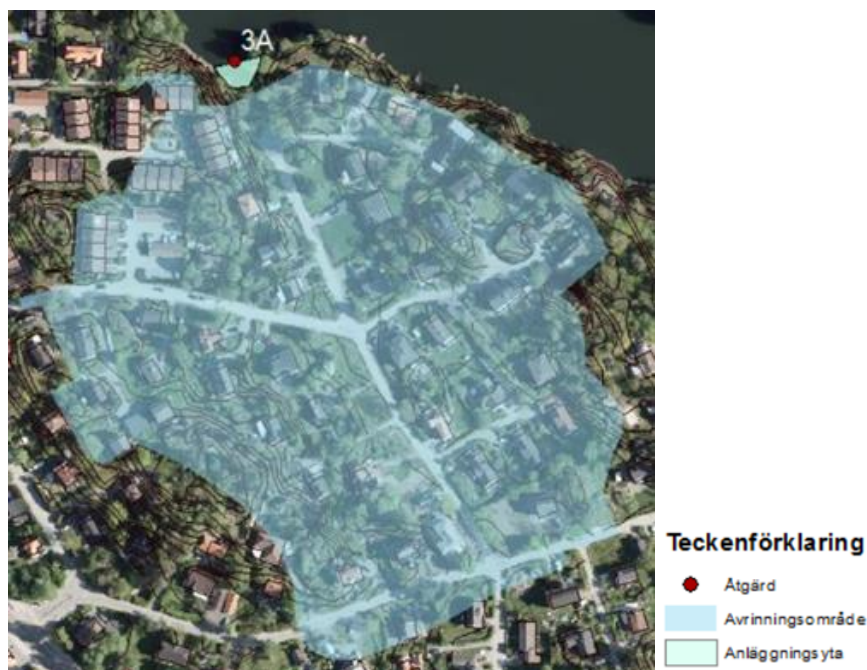 3A
Teckenförklaring
Åtgärd
Avrinningsområde
Anläggningsyta